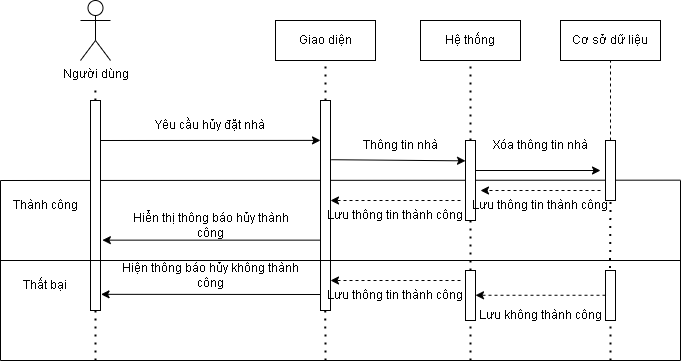 Người dùng
Giao diện
Hệ thống
Cơ sở dữ liệu
Yêu cầu hủy đặt nhà
Thông tin nhà
Xóa thông tin nhà
Thành công
Lưu thông tin thành công
Lưu thông tin thành công
Hiển thị thông báo hủy thành
công
Thất bại
Hiện thông báo hủy không thành
công
Lưu thông tin thành công
Lưu không thành công